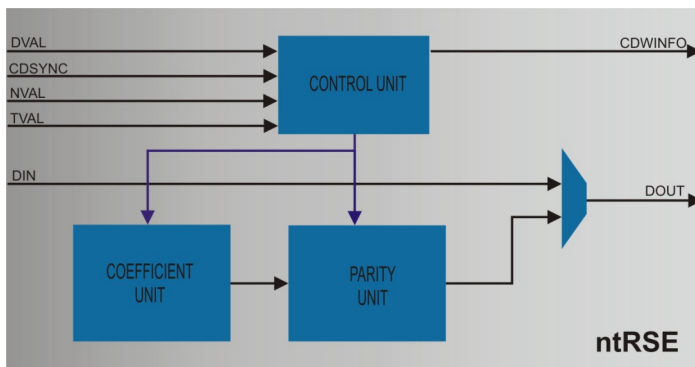 DVAL
CDWINFO
CDSYNC
CONTROL UNIT
NVAL
TVAL
DIN
DOUT
COEFFICIENT
UNIT
PARITY
UNIT
ntRSE